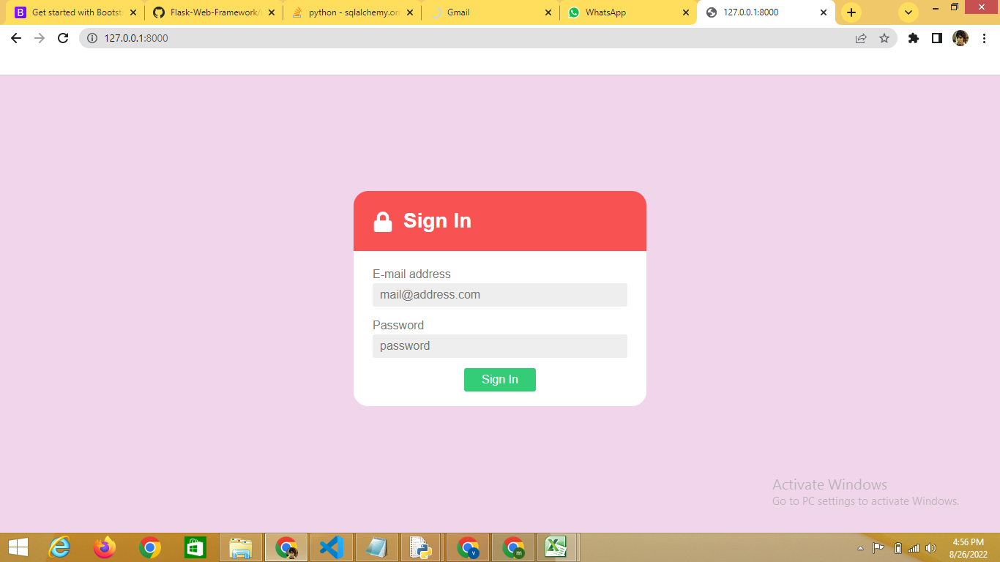 Get started with Bootst
Flask-Web-Framework/
python - sqlalchemy.or
Gmail
WhatsApp
127.0.0.1:8000
127.0.0.1:8000
Sign In
E-mail address
mail@address.com
Password
password
Sign In
Activate Windows
Go to PC settings to activate Windows.
4:56 PM
8/26/2022